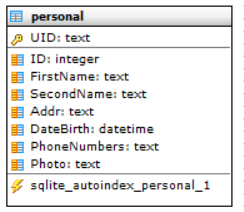 personal
UID: text
ID: integer
FirstName: text
SecondName: text
Addr: text
DateBirth: datetime
PhoneNumbers: text
Photo: text
sqlite_autoindex_personal_1